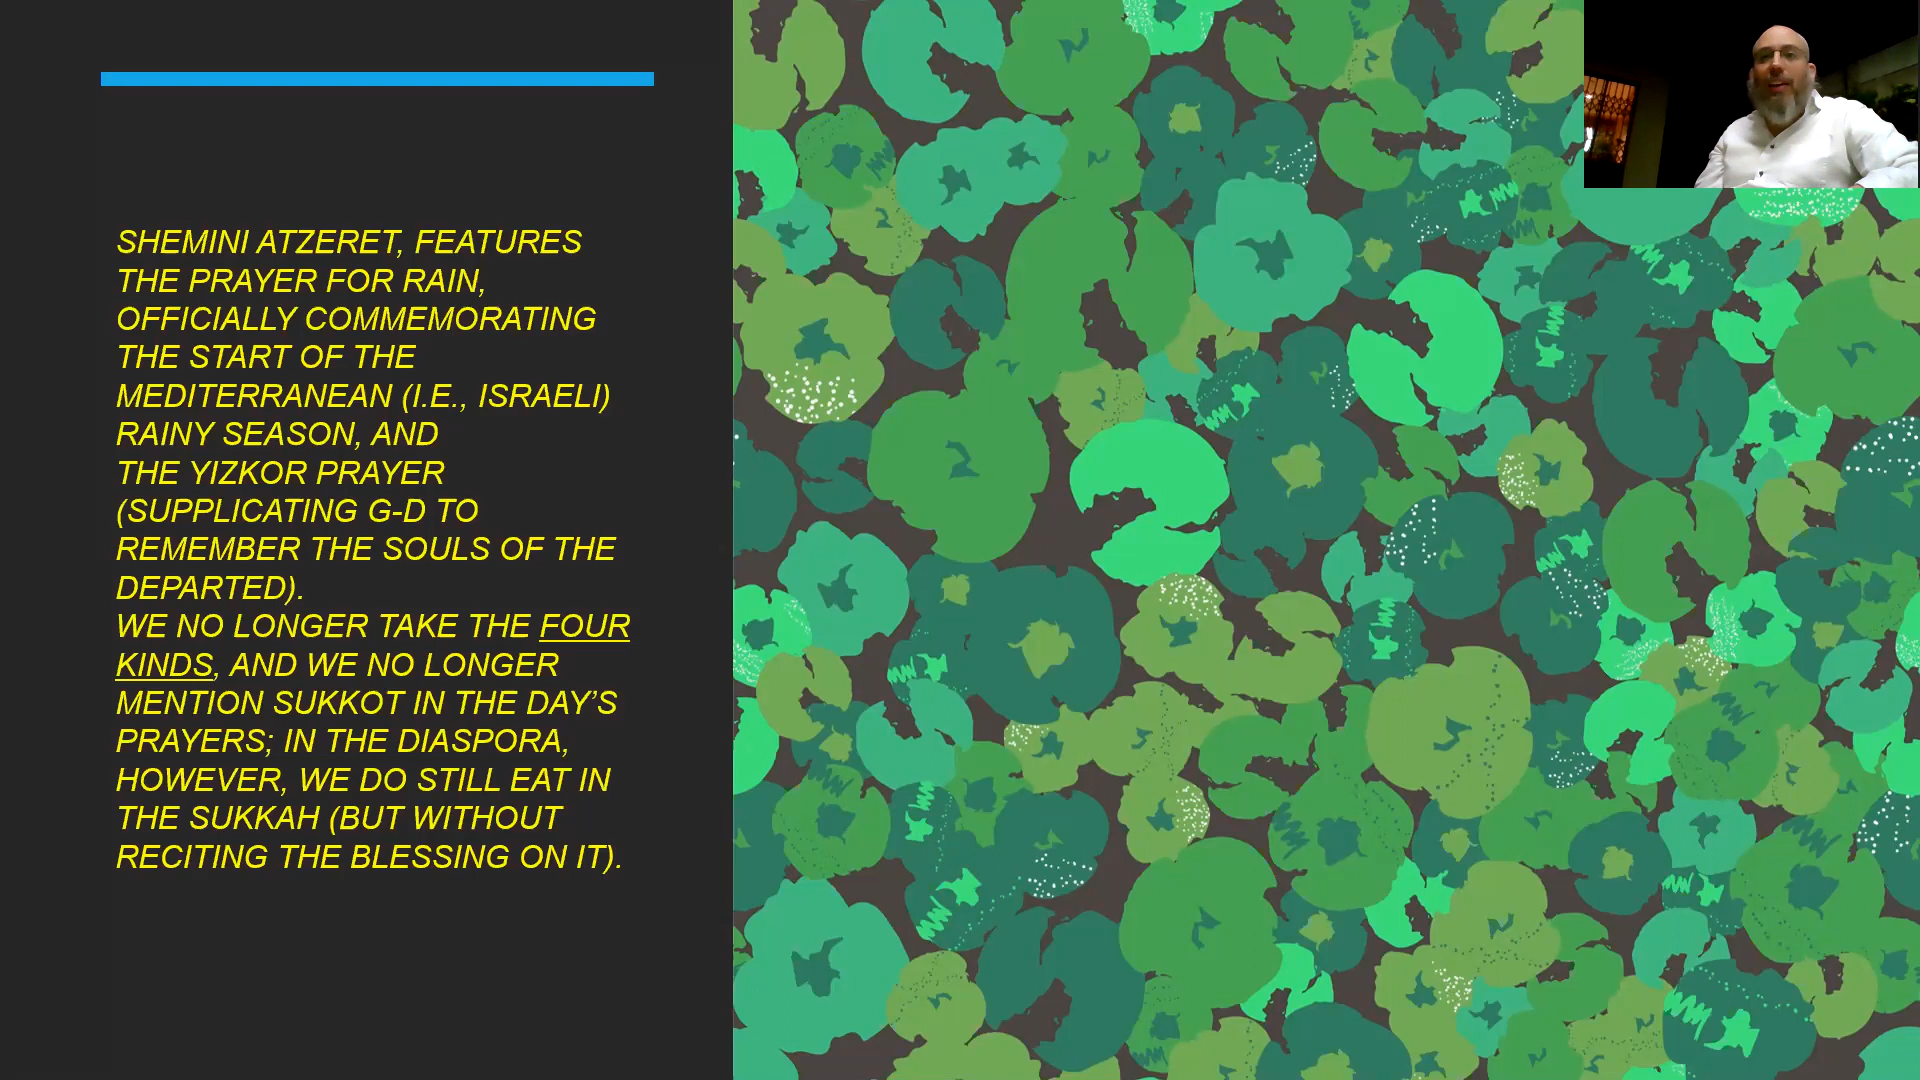 SHEMINI ATZERET, FEATURES
THE PRAYER FOR RAIN,
OFFICIALLY COMMEMORATING
THE START OF THE
MEDITERRANEAN (I.E., ISRAELI)
RAINY SEASON, AND
THE YIZKOR PRAYER
(SUPPLICATING G-D TO
REMEMBER THE SOULS OF THE
DEPARTED).
WE NO LONGER TAKE THE FOUR
KINDS, AND WE NO LONGER
MENTION SUKKOT IN THE DAY’S
PRAYERS; IN THE DIASPORA,
HOWEVER, WE DO STILL EAT IN
THE SUKKAH (BUT WITHOUT
RECITING THE BLESSING ON IT).